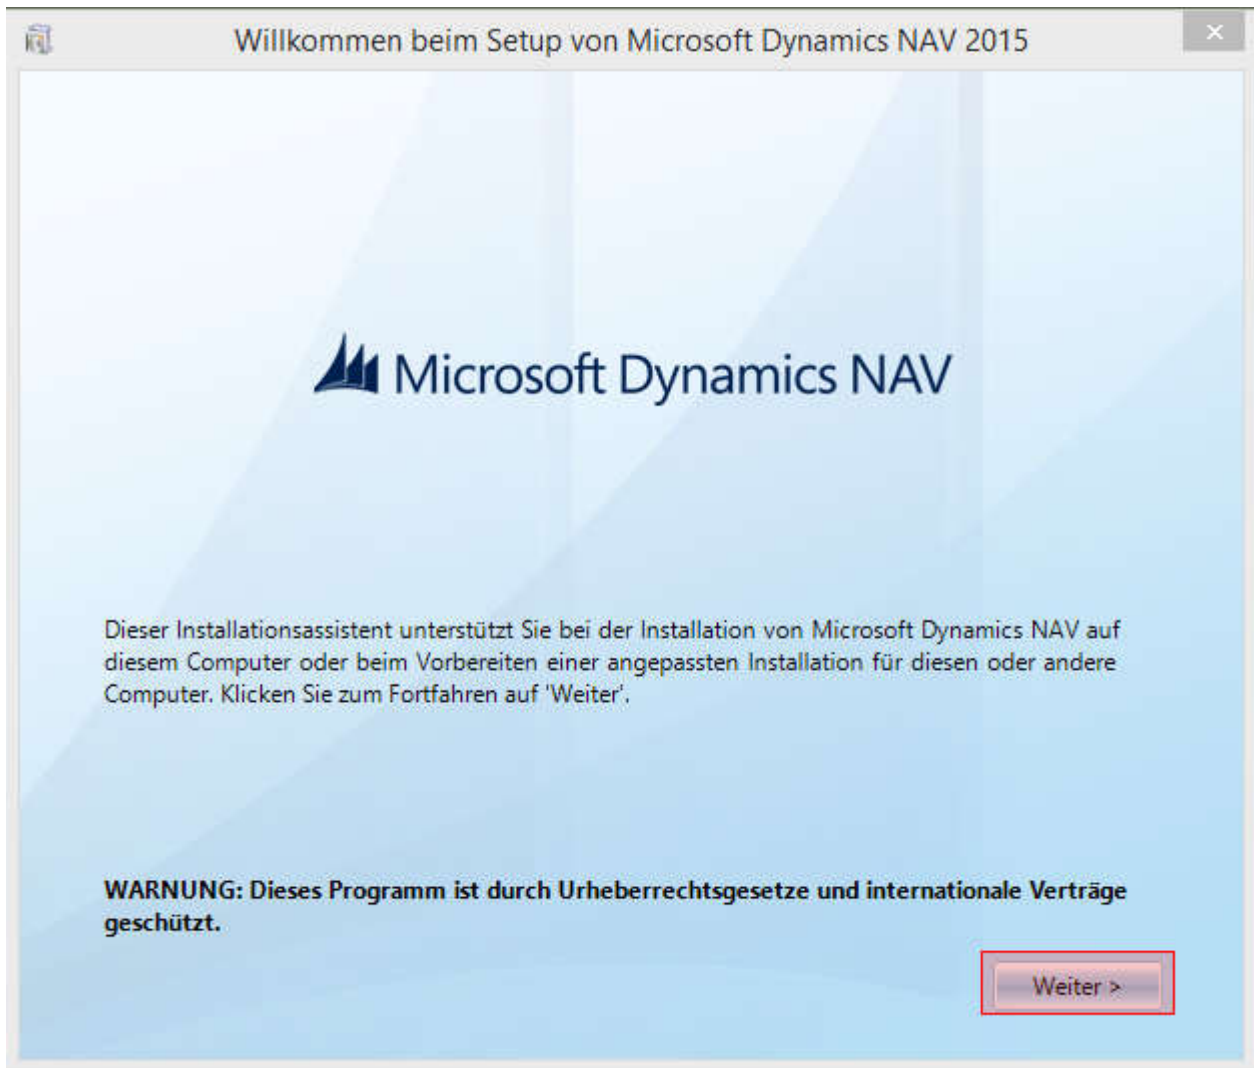 Willkommen beim Setup von Microsoft Dynamics NAV 2015
Microsoft Dynamics NAV
Dieser Installationsassistent unterstützt Sie bei der Installation von Microsoft Dynamics NAV auf
diesem Computer oder beim Vorbereiten einer angepassten Installation für diesen oder andere
Computer. Klicken Sie zum Fortfahren auf 'Weiter'.
WARNUNG: Dieses Programm ist durch Urheberrechtsgesetze und internationale Verträge
geschützt.
Weiter >